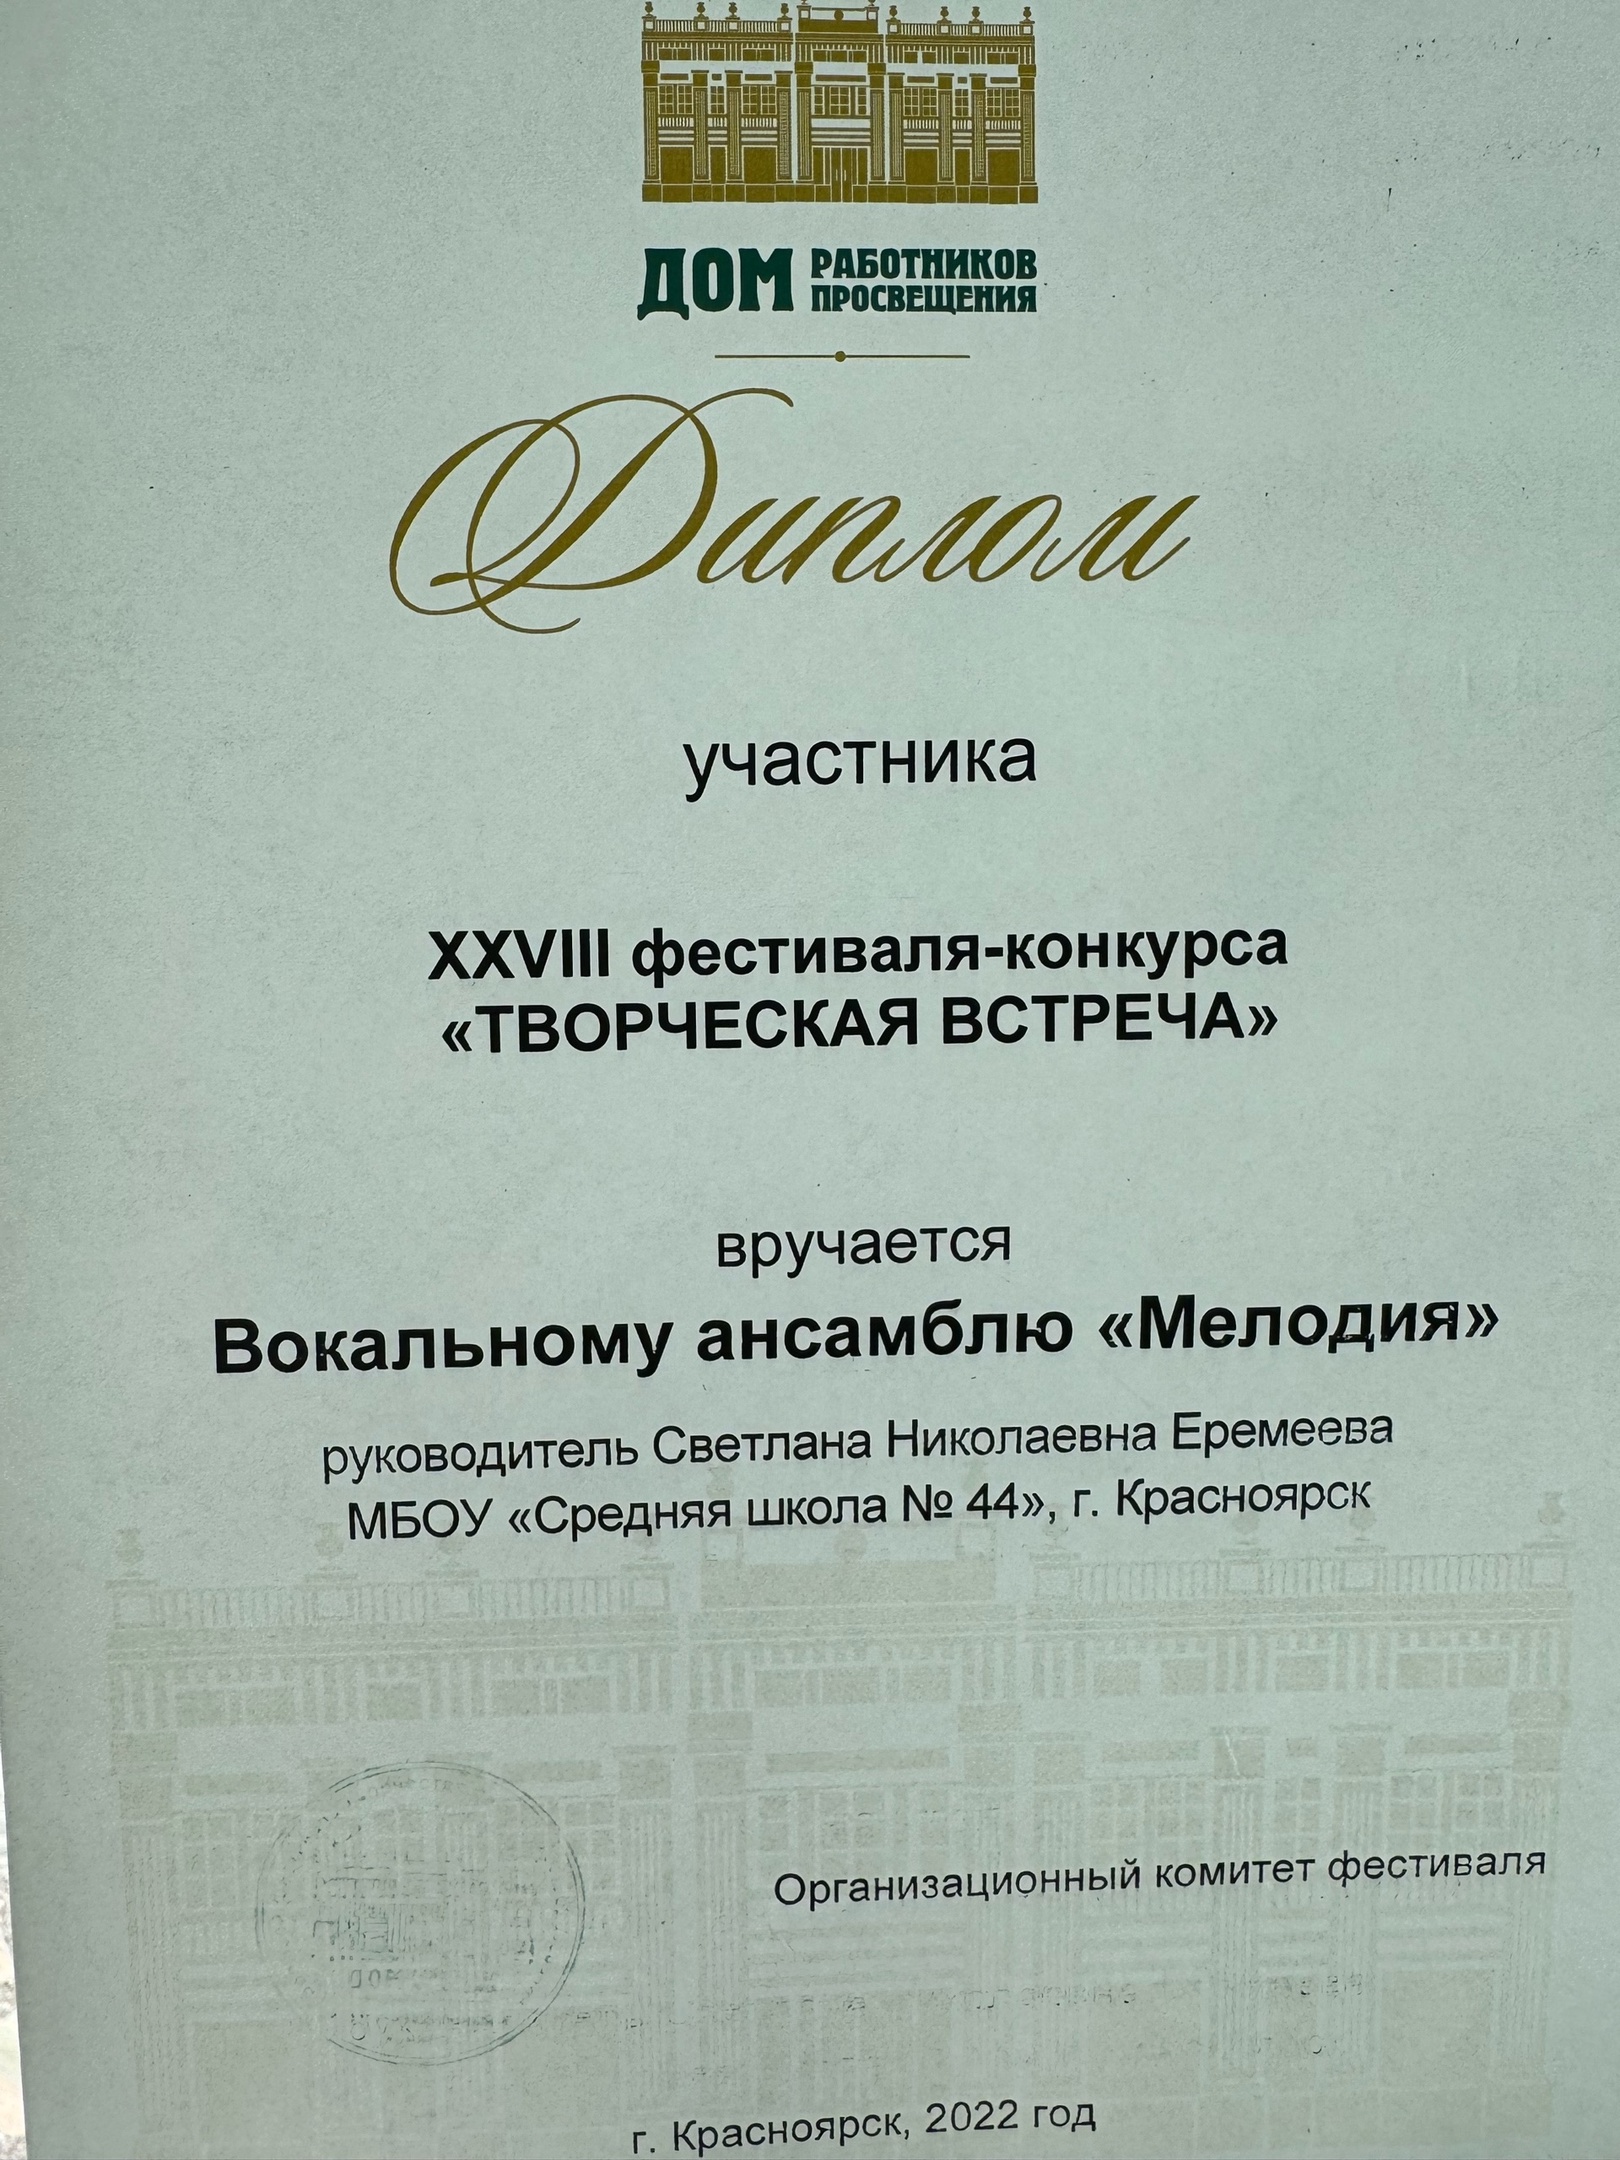 ДОМ РАБОТНИКОВ
ПРОСВЕЩЕНИЯ
Диплом
участника
XXVIII фестиваля-конкурса
«ТВОРЧЕСКАЯ ВСТРЕЧА»
вручается
Вокальному ансамблю «Мелодия»
руководитель Светлана Николаевна Еремеева
МБОУ «Средняя школа № 44», г. Красноярск
Организационный комитет фестиваля
г. Красноярск, 2022 год